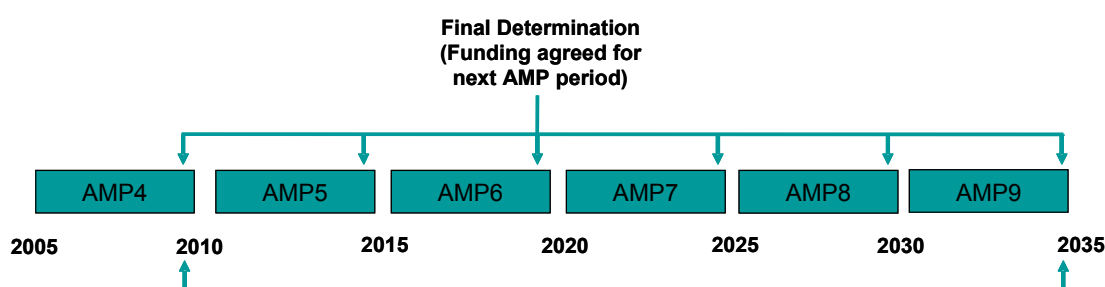 Final Determination
(Funding agreed for
next AMP period)
AMP4 AMP5 AMP6 AMP7 AMP8 AMP9
2005 2010 2015 2020 2025 2030 2035